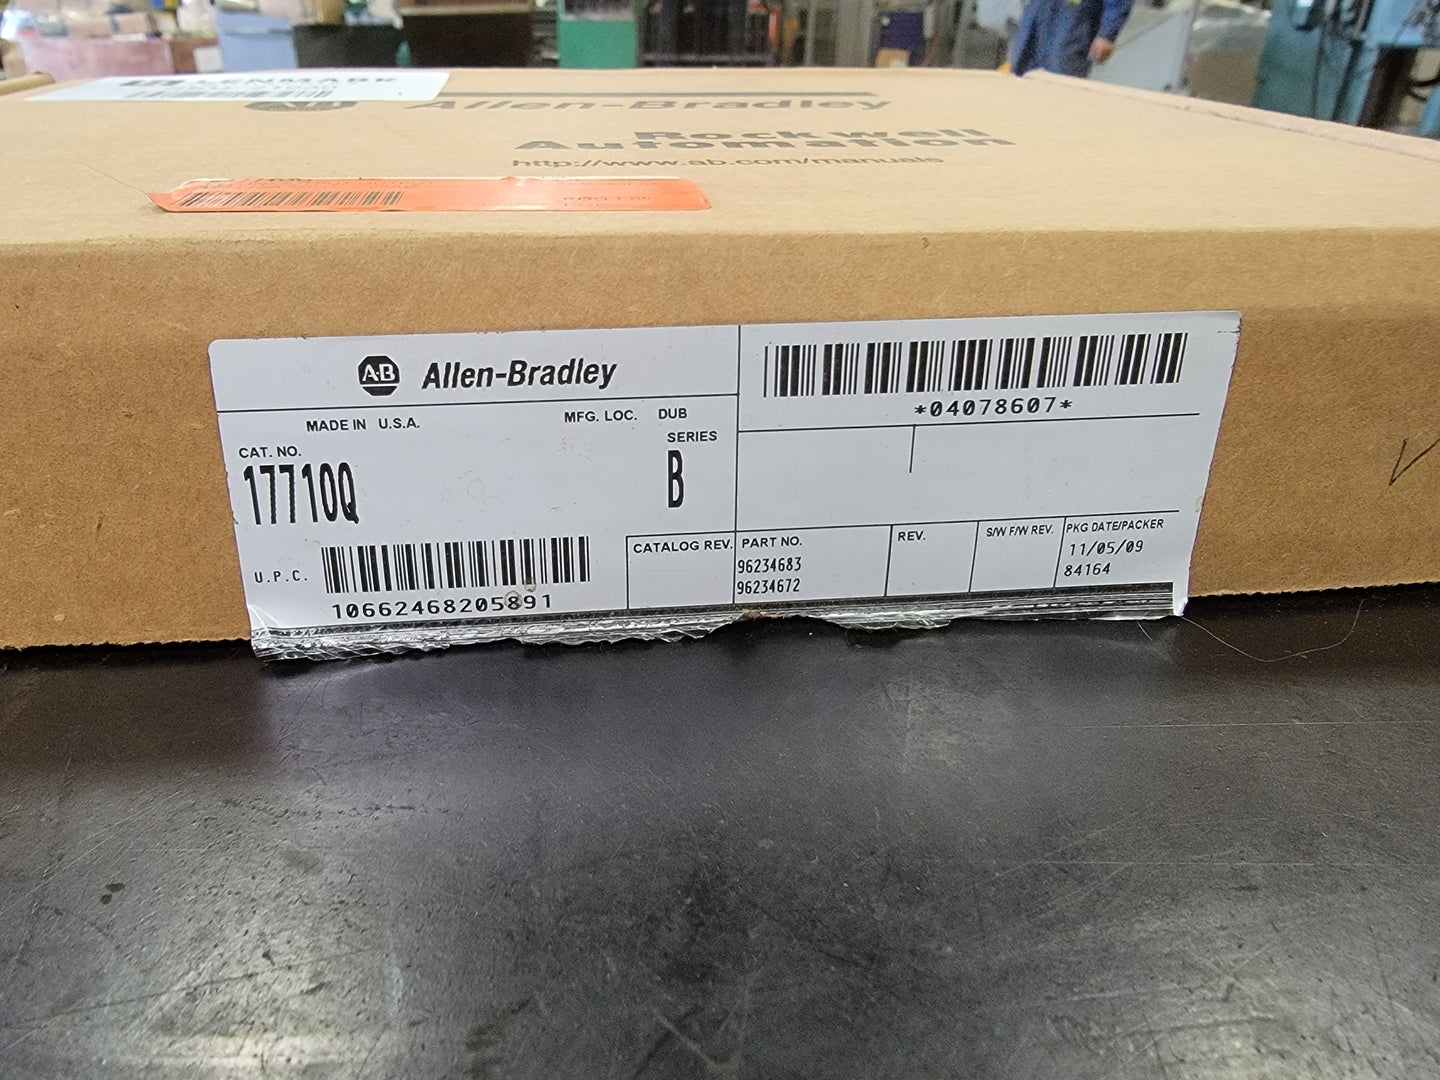 Allen-Bradley
Rockwell
Automation
http://www.ab.com/manuals
A-B Allen-Bradley
MADE IN U.S.A.
MFG. LOC. DUB
CAT. NO.
1771OQ
SERIES
B
U.P.C.
10662468205891
*04078607*
CATALOG REV.
PART NO.
96234683
96234672
REV.
S/W F/W REV.
PKG DATE/PACKER
11/05/09
84164